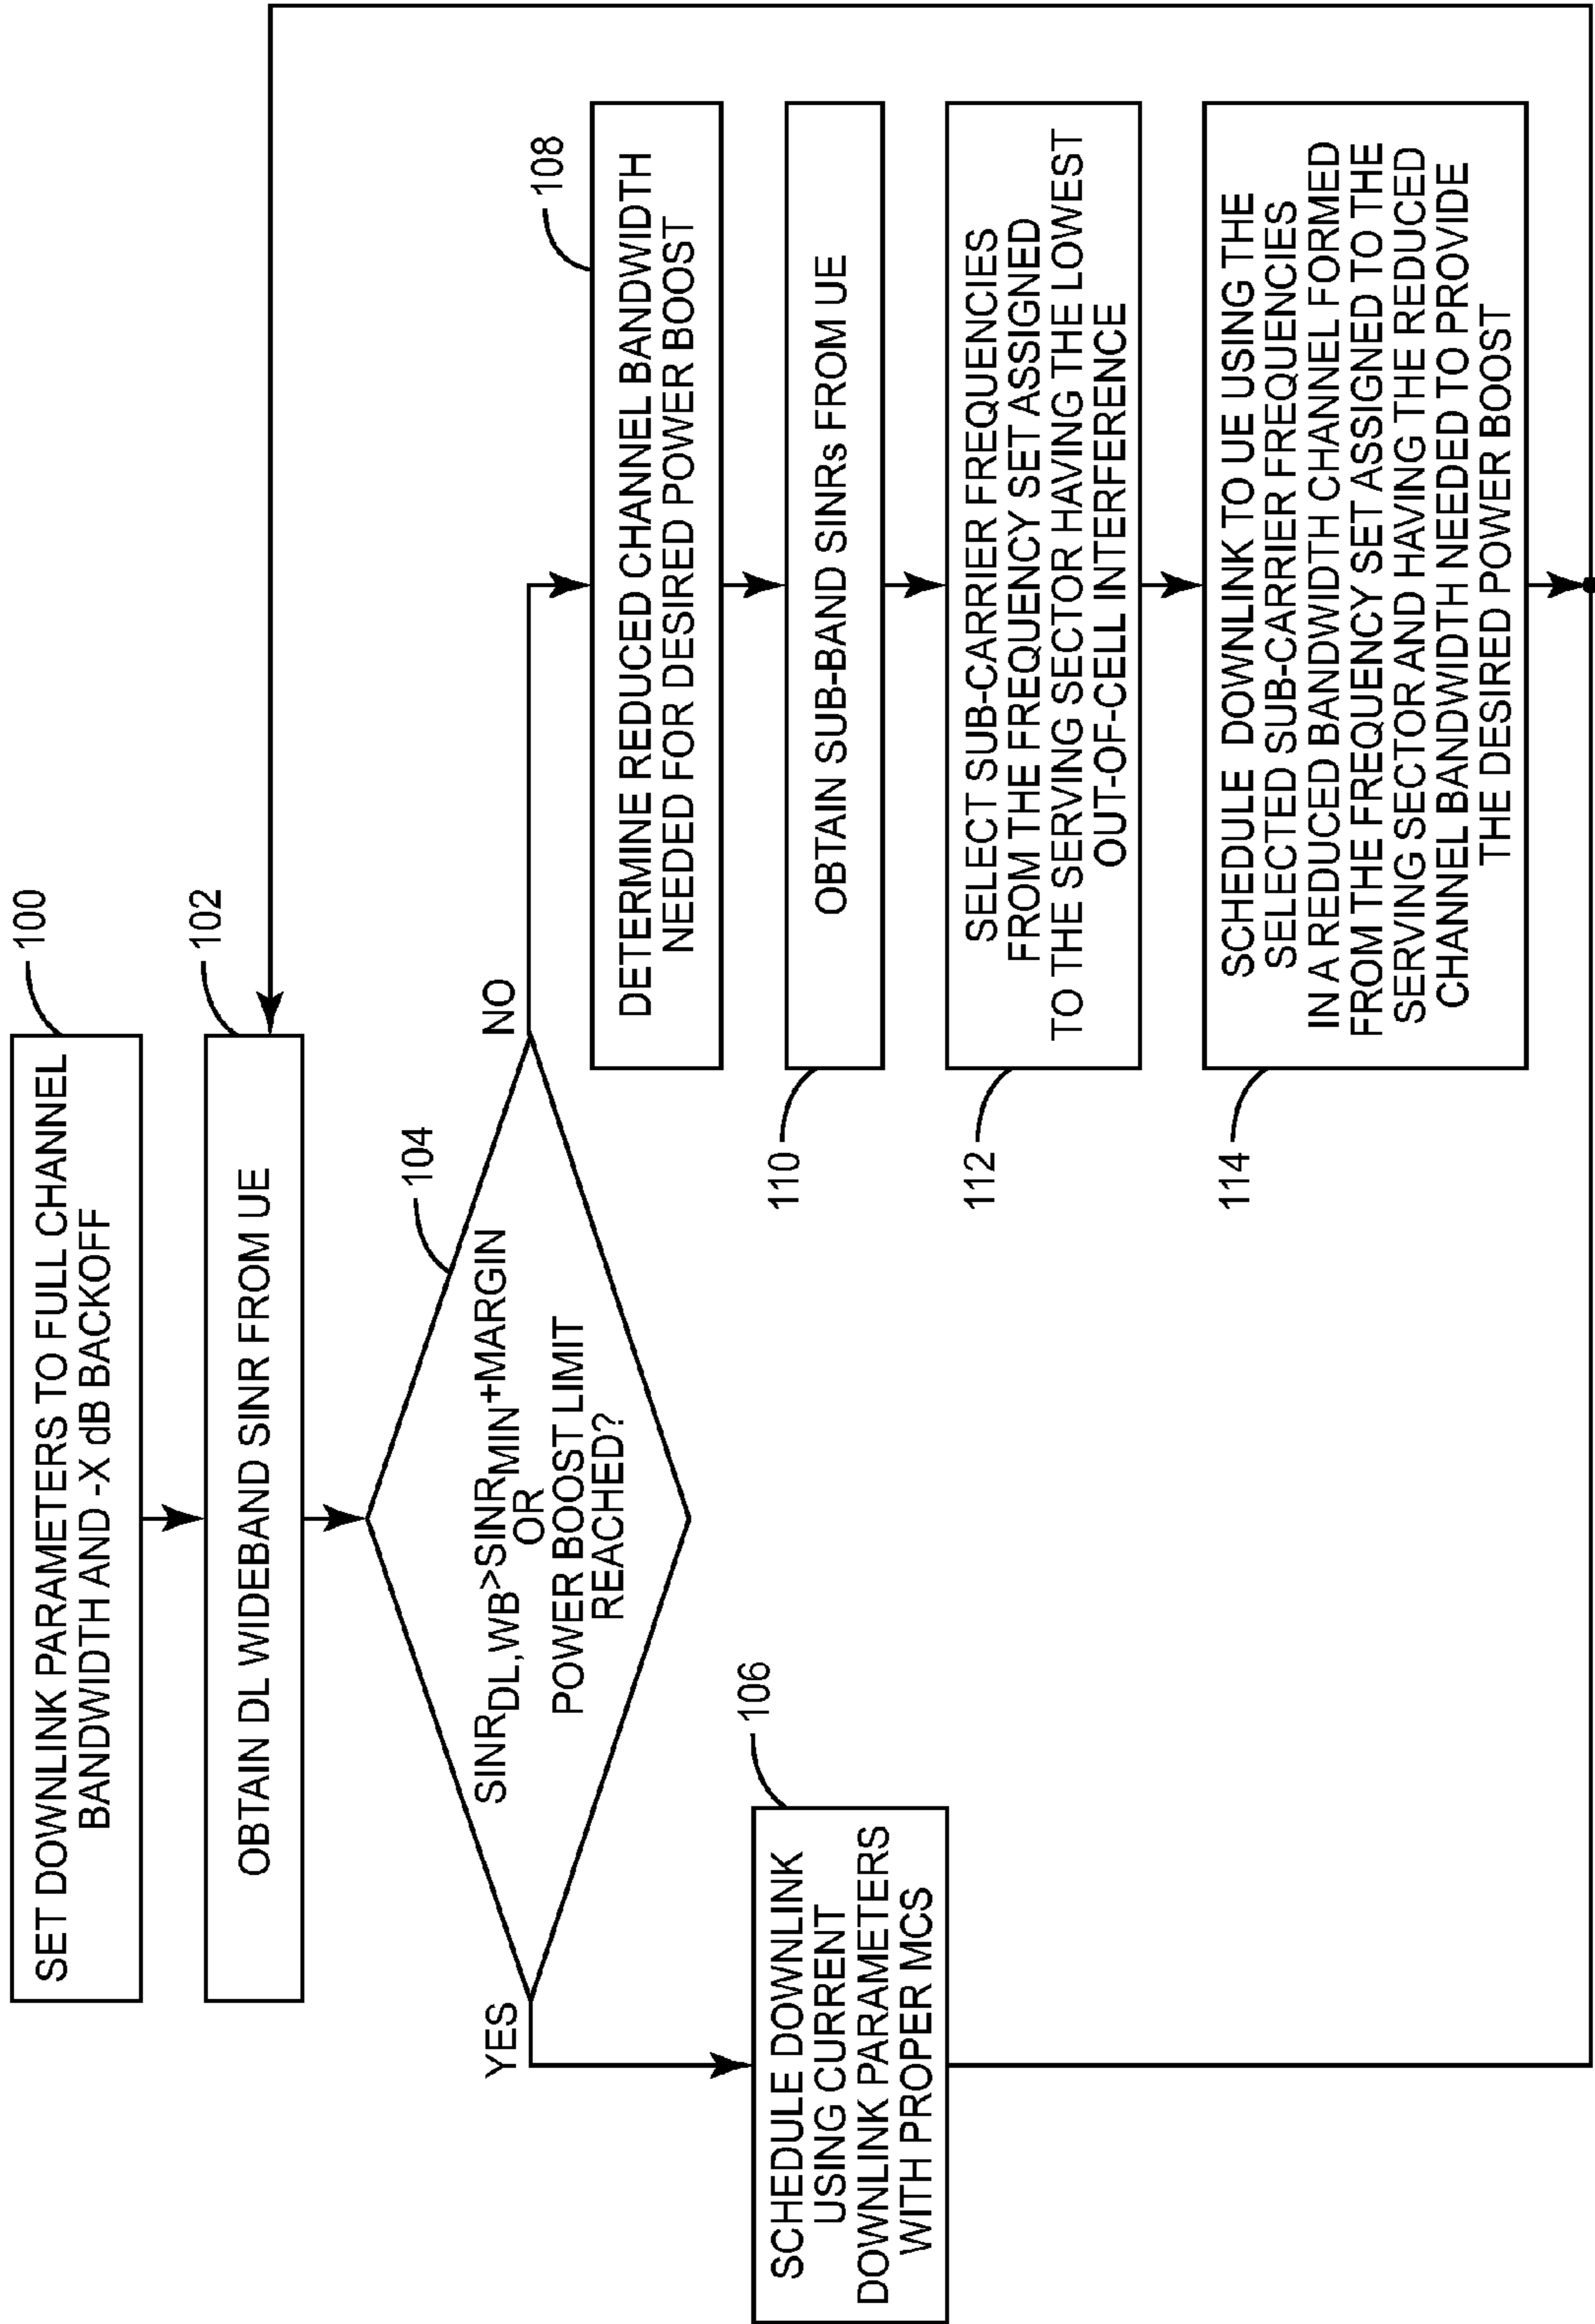 100
SET DOWNLINK PARAMETERS TO FULL CHANNEL
BANDWIDTH AND -X dB BACKOFF
102
OBTAIN DL WIDEBAND SINR FROM UE
104
SINRDL,WB>SINRMIN+MARGIN
OR
POWER BOOST LIMIT
REACHED?
YES
NO
106
SCHEDULE DOWNLINK
USING CURRENT
DOWNLINK PARAMETERS
WITH PROPER MCS
108
DETERMINE REDUCED CHANNEL BANDWIDTH
NEEDED FOR DESIRED POWER BOOST
110
OBTAIN SUB-BAND SINRs FROM UE
112
SELECT SUB-CARRIER FREQUENCIES
FROM THE FREQUENCY SET ASSIGNED
TO THE SERVING SECTOR HAVING THE LOWEST
OUT-OF-CELL INTERFERENCE
114
SCHEDULE DOWNLINK TO UE USING THE
SELECTED SUB-CARRIER FREQUENCIES
IN A REDUCED BANDWIDTH CHANNEL FORMED
FROM THE FREQUENCY SET ASSIGNED TO THE
SERVING SECTOR AND HAVING THE REDUCED
CHANNEL BANDWIDTH NEEDED TO PROVIDE
THE DESIRED POWER BOOST